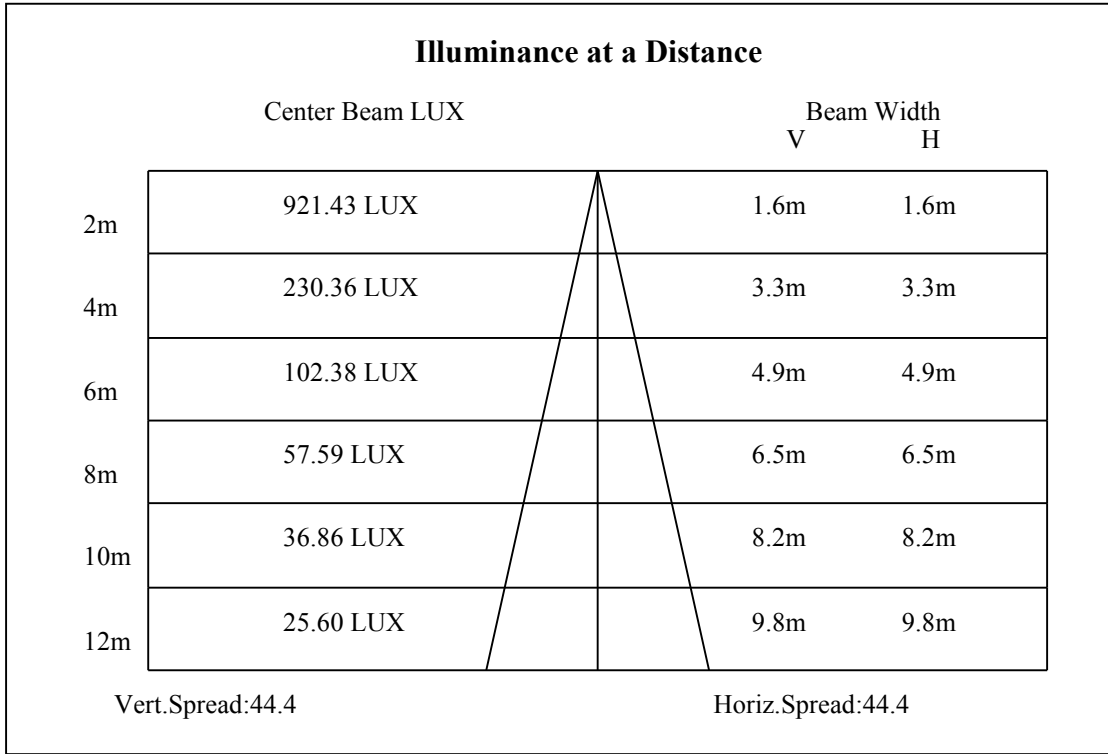 Illuminance at a Distance
Center Beam LUX Beam Width
V H
2m 921.43 LUX 1.6m 1.6m
4m 230.36 LUX 3.3m 3.3m
6m 102.38 LUX 4.9m 4.9m
8m 57.59 LUX 6.5m 6.5m
10m 36.86 LUX 8.2m 8.2m
12m 25.60 LUX 9.8m 9.8m
Vert.Spread:44.4 Horiz.Spread:44.4